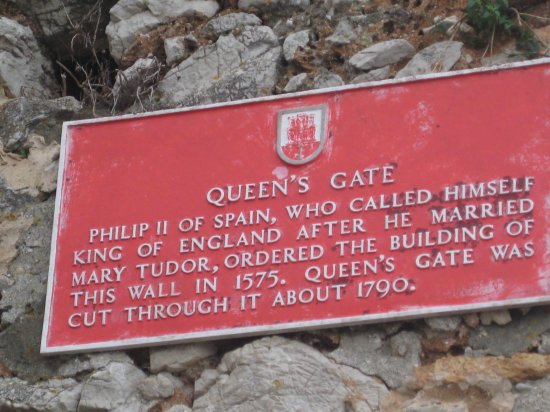 QUEEN'S GATE
PHILIP II OF SPAIN, WHO CALLED HIMSELF
KING OF ENGLAND AFTER HE MARRIED
MARY TUDOR, ORDERED THE BUILDING OF
THIS WALL IN 1575. QUEEN'S GATE WAS
CUT THROUGH IT ABOUT 1790.